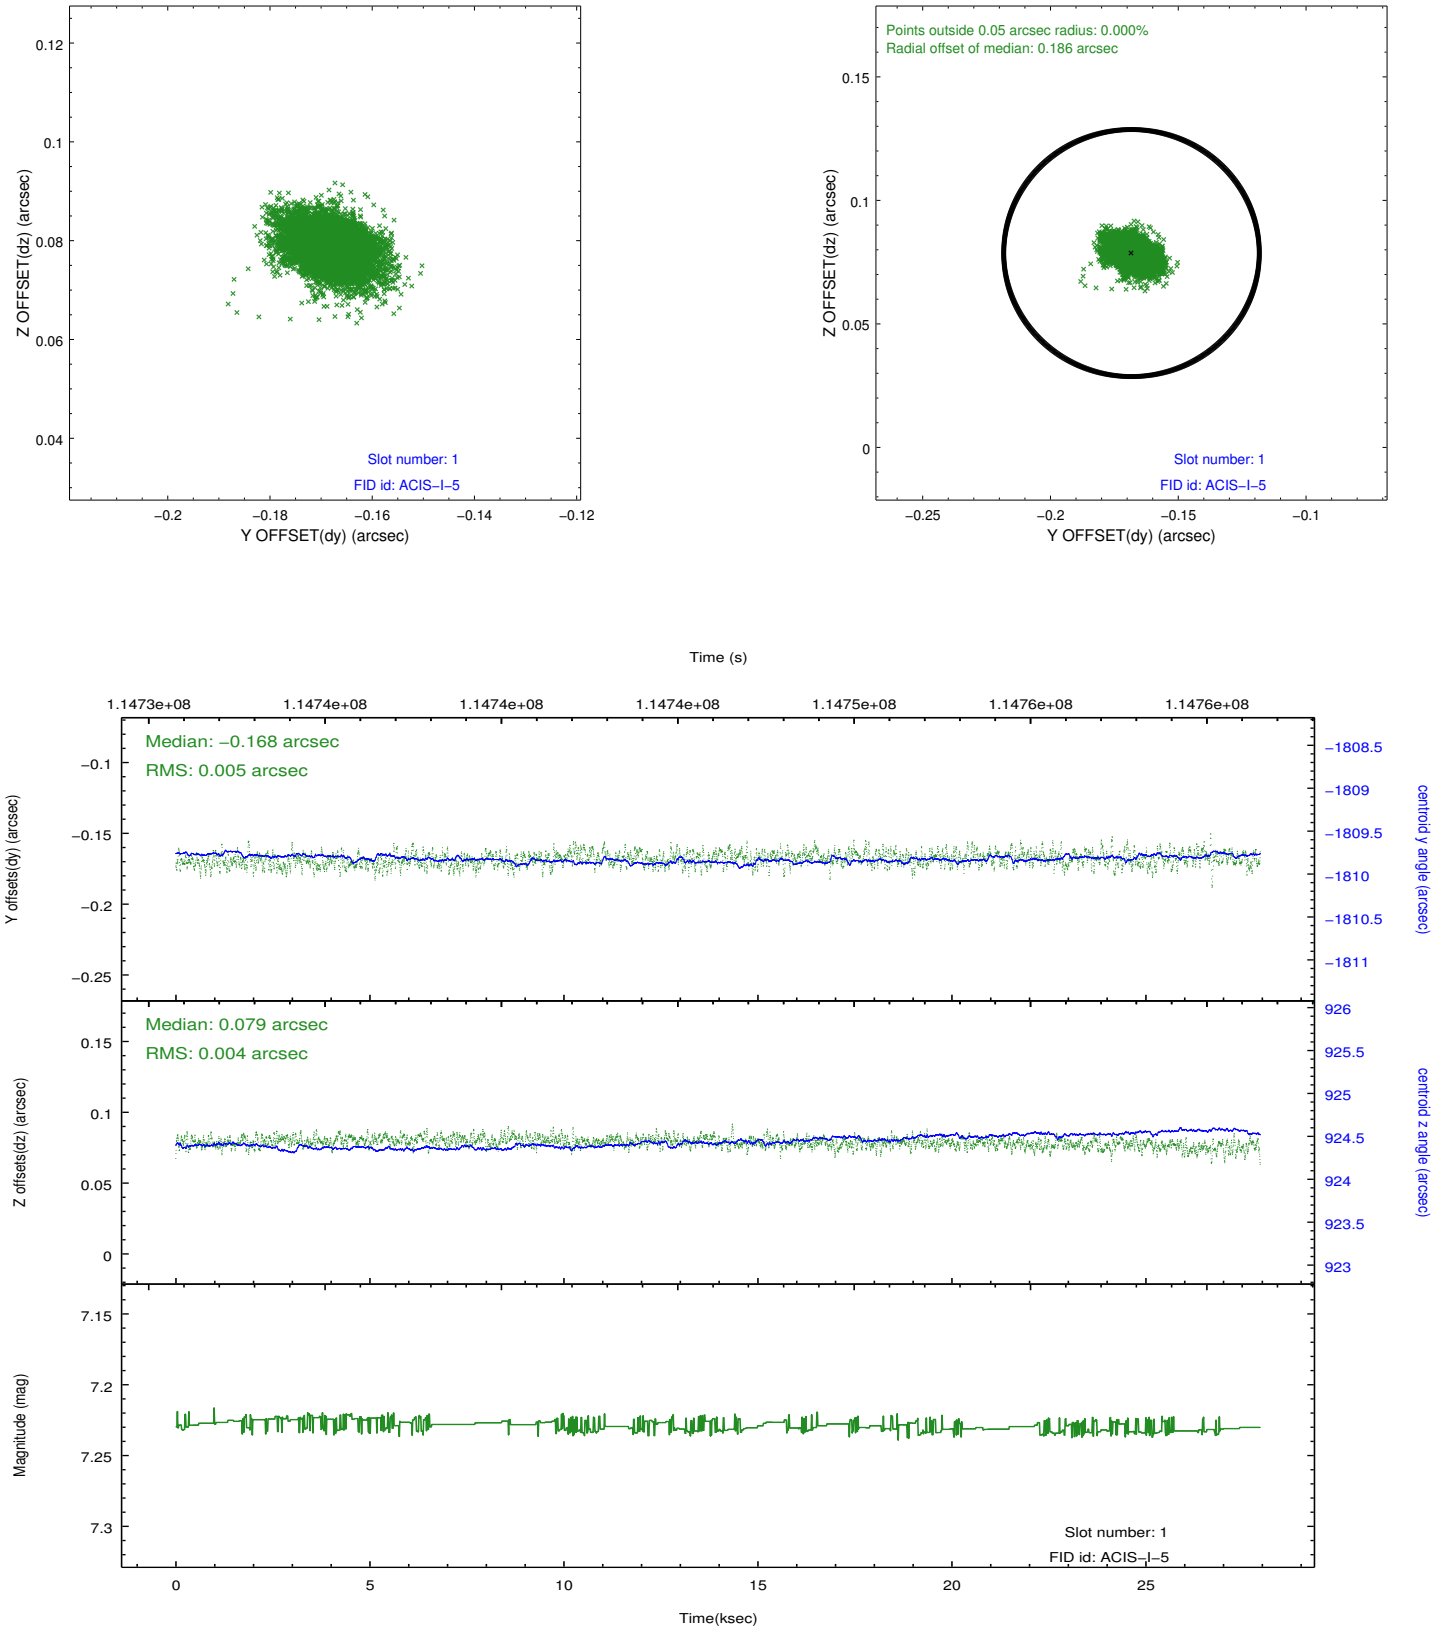 0.12
0.1
0.08
0.06
0.04
Z OFFSET(dz) (arcsec)
Slot number: 1
FID id: ACIS−I−5
−0.2
−0.18
−0.16
−0.14
−0.12
Y OFFSET(dy) (arcsec)
Points outside 0.05 arcsec radius: 0.000%
Radial offset of median: 0.186 arcsec
0.15
0.1
0.05
0
Z OFFSET(dz) (arcsec)
Slot number: 1
FID id: ACIS−I−5
−0.25
−0.2
−0.15
−0.1
Y OFFSET(dy) (arcsec)
Time (s)
1.1473e+08
1.1474e+08
1.1474e+08
1.1474e+08
1.1475e+08
1.1476e+08
1.1476e+08
Median: −0.168 arcsec
RMS: 0.005 arcsec
−0.1
−0.15
−0.2
−0.25
Y offsets(dy) (arcsec)
−1808.5
−1809
−1809.5
−1810
−1810.5
−1811
centroid y angle (arcsec)
Median: 0.079 arcsec
RMS: 0.004 arcsec
0.15
0.1
0.05
0
Z offsets(dz) (arcsec)
926
925.5
925
924.5
924
923.5
923
centroid z angle (arcsec)
7.15
7.2
7.25
7.3
Magnitude (mag)
Slot number: 1
FID id: ACIS−I−5
0
5
10
15
20
25
Time(ksec)